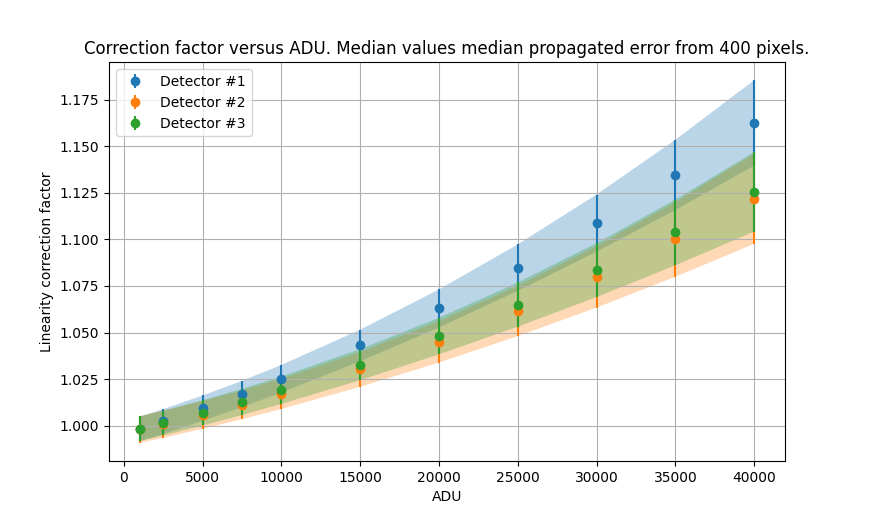 Correction factor versus ADU. Median values median propagated error from 400 pixels.
Detector #1
Detector #2
Detector #3
Linearity correction factor
1.175
1.150
1.125
1.100
1.075
1.050
1.025
1.000
0 5000 10000 15000 20000 25000 30000 35000 40000
ADU